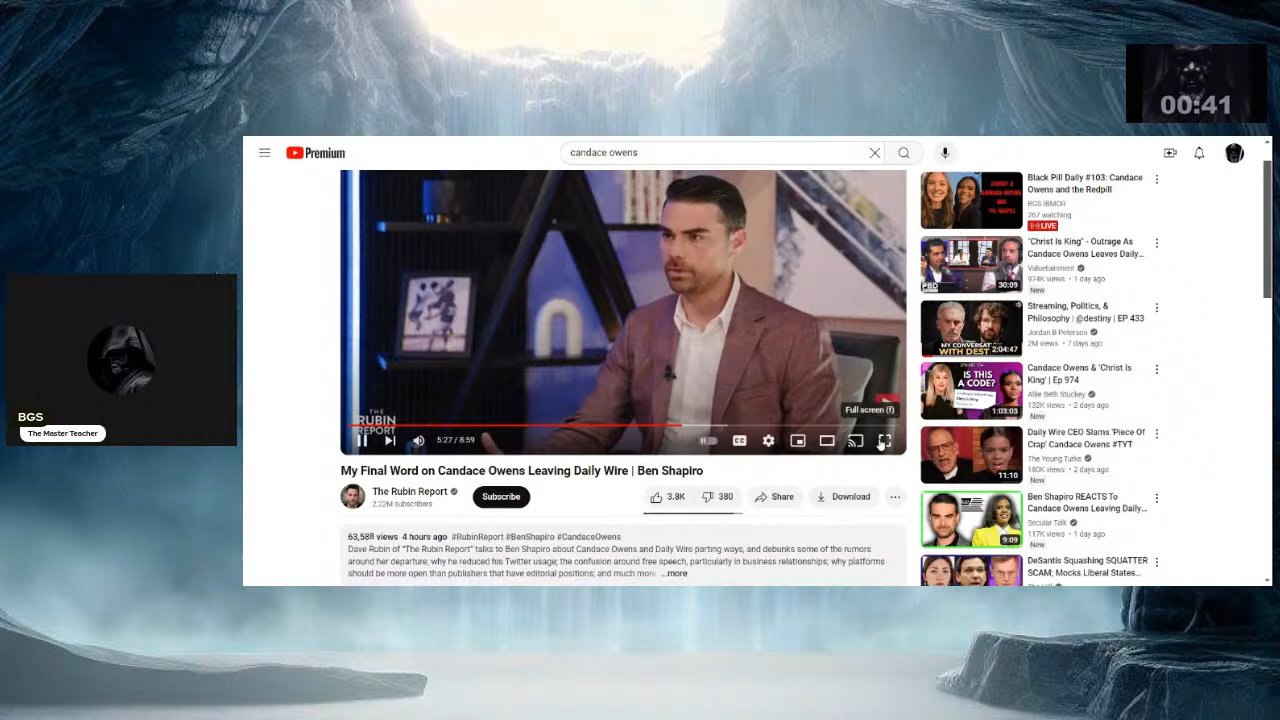 00:41
Premium
candace owens
THE
RUBIN
REPORT
Full screen (f)
5:27 / 8:59
My Final Word on Candace Owens Leaving Daily Wire | Ben Shapiro
The Rubin Report
2.22M subscribers
Subscribe
3.8K
380
Share
Download
63,588 views 4 hours ago #RubinReport #BenShapiro #CandaceOwens
Dave Rubin of "The Rubin Report" talks to Ben Shapiro about Candace Owens and Daily Wire parting ways, and debunks some of the rumors
around her departure; why he reduced his Twitter usage; the confusion around free speech, particularly in business relationships; why platforms
should be more open than publishers that have editorial positions; and much more ...more
BGS
The Master Teacher
Black Pill Daily #103: Candace
Owens and the Redpill
BGS IBMOR
267 watching
LIVE
PBD
30:09
"Christ Is King" - Outrage As
Candace Owens Leaves Daily...
Valuetainment
974K views • 1 day ago
New
MY CONVERSAT
WITH DEST
2:04:47
Streaming, Politics, &
Philosophy | @destiny | EP 433
Jordan B Peterson
2M views • 7 days ago
IS THIS
A CODE?
1:03:03
Candace Owens & 'Christ Is
King' | Ep 974
Allie Beth Stuckey
132K views • 2 days ago
New
11:10
Daily Wire CEO Slams 'Piece Of
Crap' Candace Owens #TYT
The Young Turks
180K views • 2 days ago
New
9:09
Ben Shapiro REACTS To
Candace Owens Leaving Daily...
Secular Talk
117K views • 1 day ago
New
DeSantis Squashing SQUATTER
SCAM; Mocks Liberal States...